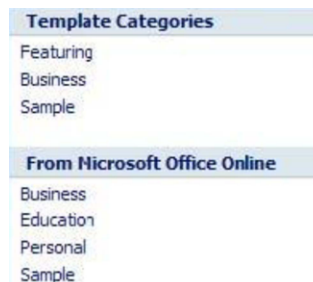 Template Categories
Featuring
Business
Sample
From Microsoft Office Online
Business
Education
Personal
Sample